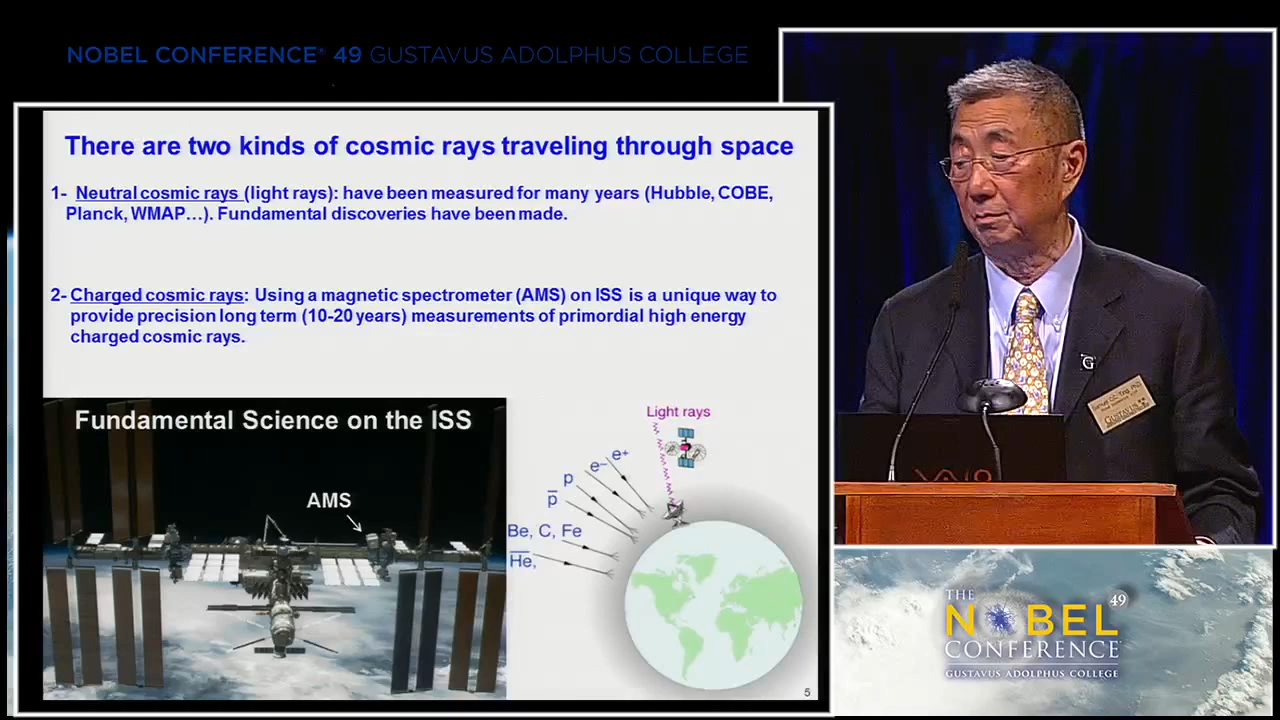 NOBEL CONFERENCE™ 49 GUSTAVUS ADOLPHUS COLLEGE
There are two kinds of cosmic rays traveling through space
1- Neutral cosmic rays (light rays): have been measured for many years (Hubble, COBE,
Planck, WMAP…). Fundamental discoveries have been made.
2- Charged cosmic rays: Using a magnetic spectrometer (AMS) on ISS is a unique way to
provide precision long term (10-20 years) measurements of primordial high energy
charged cosmic rays.
Fundamental Science on the ISS
AMS
Light rays
e⁺
e⁻
p
p̅
Be, C, Fe
H̅e̅,
5
G
GUSTAVUS
VAIO
THE
NOBEL 49
CONFERENCE
GUSTAVUS ADOLPHUS COLLEGE